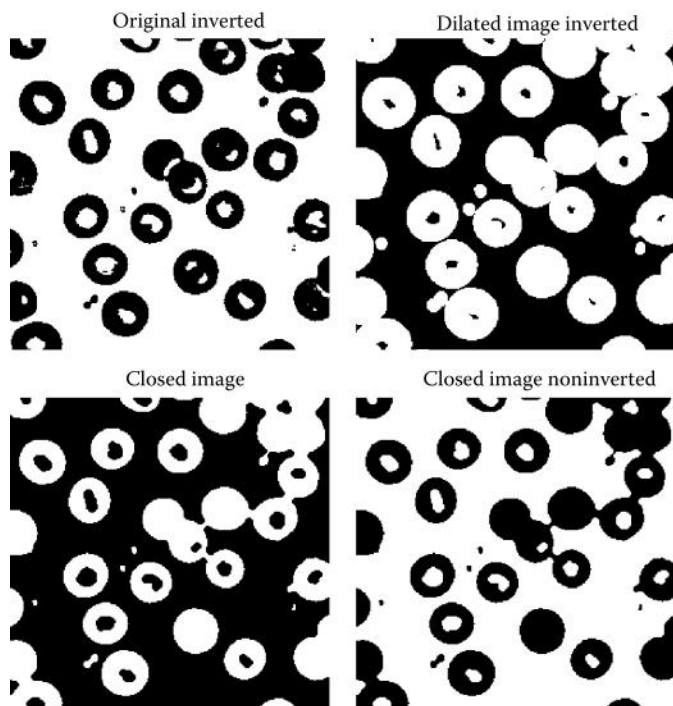 Original inverted
Dilated image inverted
Closed image
Closed image noninverted